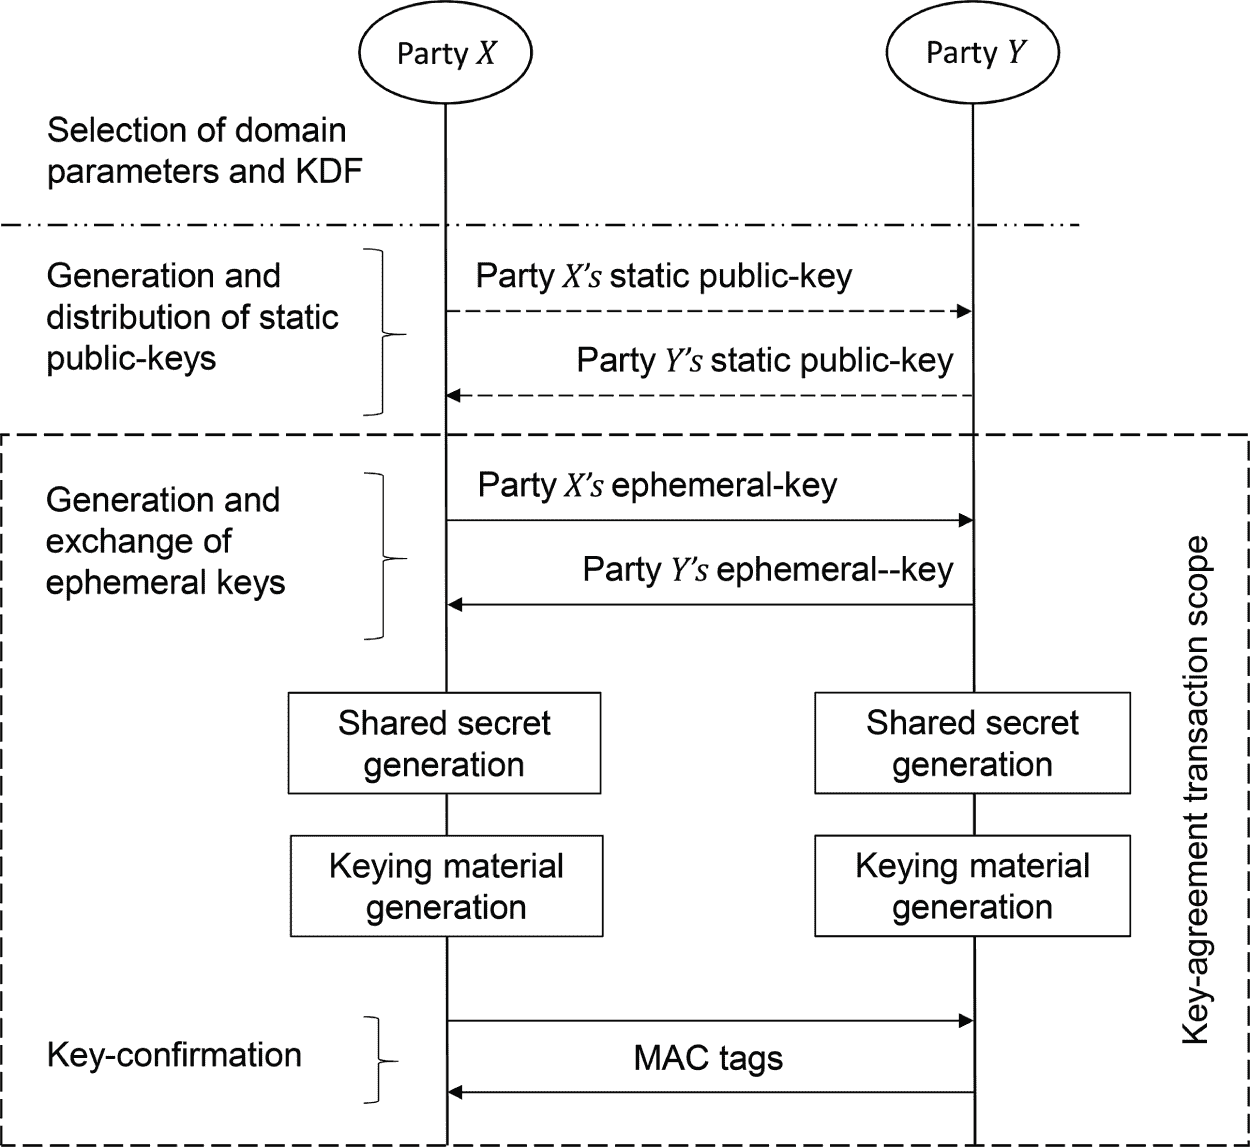 Party X
Party Y
Selection of domain
parameters and KDF
Generation and
distribution of static
public-keys
Party X's static public-key
Party Y's static public-key
Generation and
exchange of
ephemeral keys
Party X's ephemeral-key
Party Y's ephemeral--key
Shared secret
generation
Shared secret
generation
Keying material
generation
Keying material
generation
Key-confirmation
MAC tags
Key-agreement transaction scope